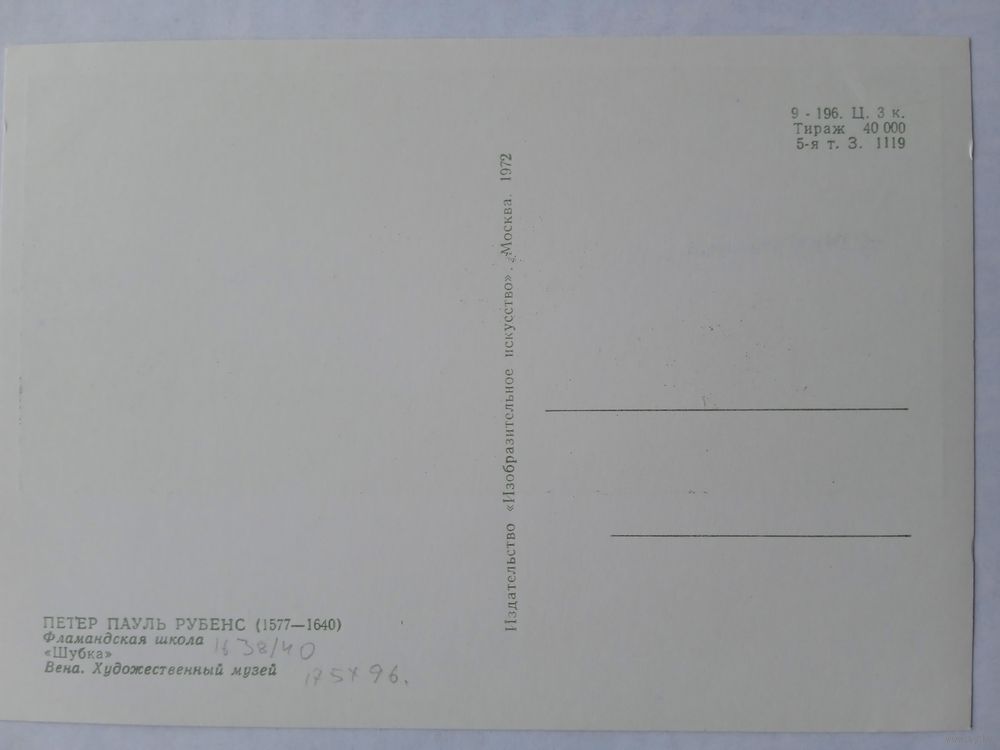 9 - 196. Ц. 3 к.
Тираж 40 000
5-я т. З. 1119
Издательство «Изобразительное искусство». Москва. 1972
ПЕТЕР ПАУЛЬ РУБЕНС (1577—1640)
Фламандская школа
«Шубка» 1638/40
Вена. Художественный музей
175×96.